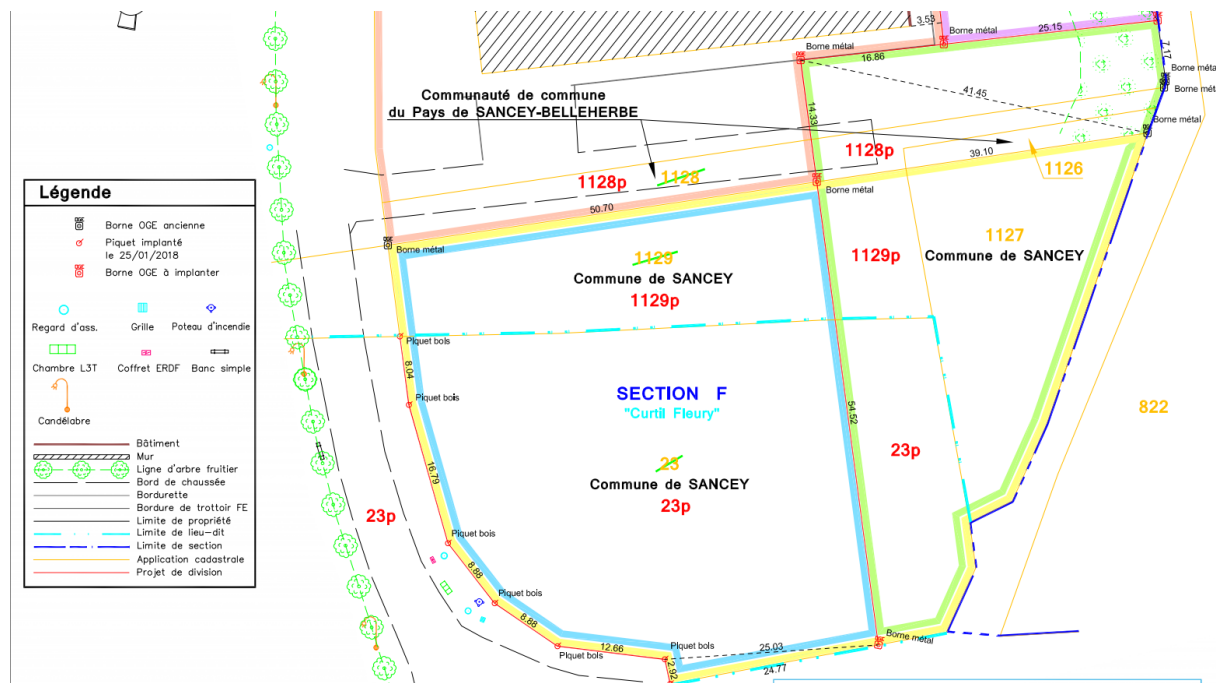 3.53
Borne métal
25.15
Borne métal
16.86
7.17
Borne métal
Borne métal
41.45
Communauté de commune
du Pays de SANCEY-BELLEHERBE
14.33
Borne métal
39.10
1128p
1128p
1128
1126
Borne métal
50.70
Borne métal
1127
Commune de SANCEY
1129
Commune de SANCEY
1129p
1129p
Légende
Borne OGE ancienne
Piquet implanté
le 25/01/2018
Borne OGE à implanter
Regard d'ass.
Grille
Poteau d'incendie
Chambre L3T
Coffret ERDF
Banc simple
Candélabre
Bâtiment
Mur
Ligne d'arbre fruitier
Bord de chaussée
Bordurette
Bordure de trottoir FE
Limite de propriété
Limite de lieu-dit
Limite de section
Application cadastrale
Projet de division
Piquet bois
8.04
Piquet bois
SECTION F
"Curtil Fleury"
54.52
822
16.79
23
Commune de SANCEY
23p
23p
23p
Piquet bois
8.88
Piquet bois
8.68
Piquet bois
12.66
Piquet bois
2.92
25.03
24.77
Borne métal